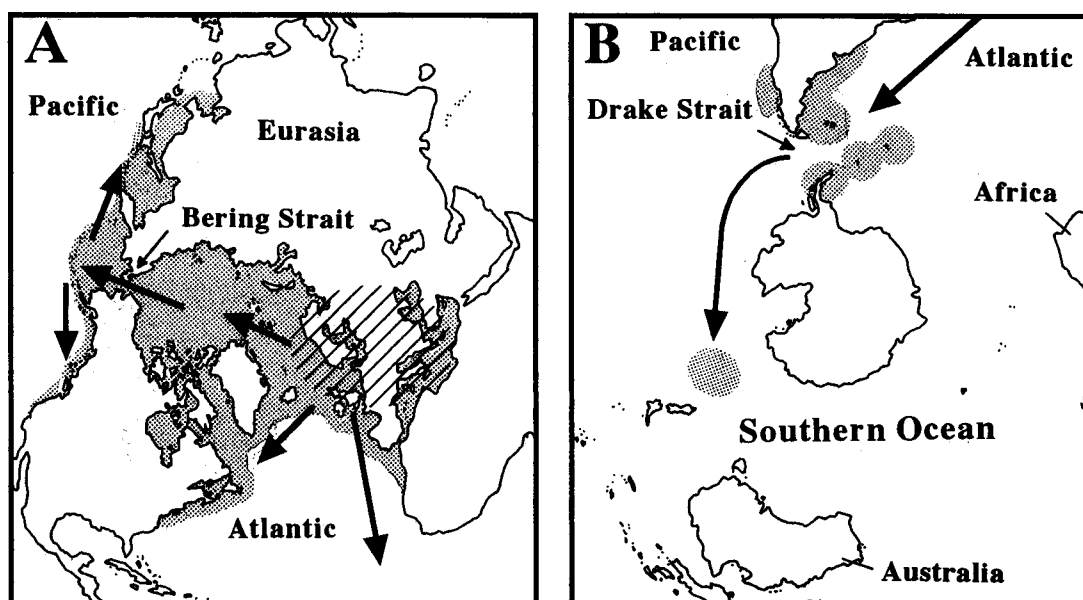 A
Pacific
Eurasia
Bering Strait
Atlantic
B
Pacific
Atlantic
Drake Strait
Africa
Southern Ocean
Australia